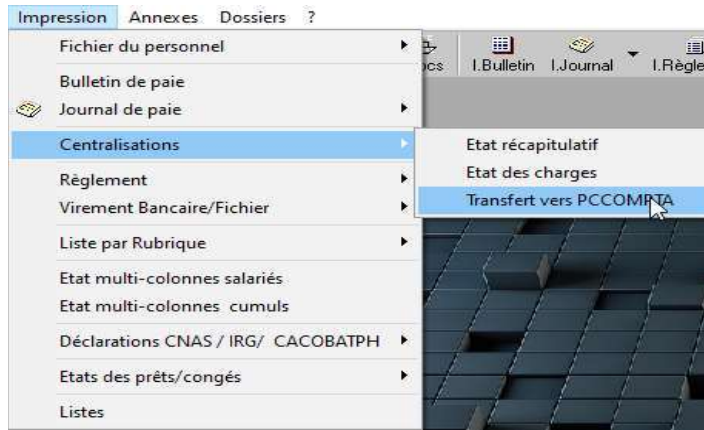 Impression Annexes Dossiers ?
Fichier du personnel
I.Bulletin I.Journal
Bulletin de paie
Journal de paie
Centralisations
Etat récapitulatif
Etat des charges
Règlement
Transfert vers PCCOMPTA
Virement Bancaire/Fichier
Liste par Rubrique
Etat multi-colonnes salariés
Etat multi-colonnes cumuls
Déclarations CNAS / IRG/ CACOBATPH
Etats des prêts/congés
Listes